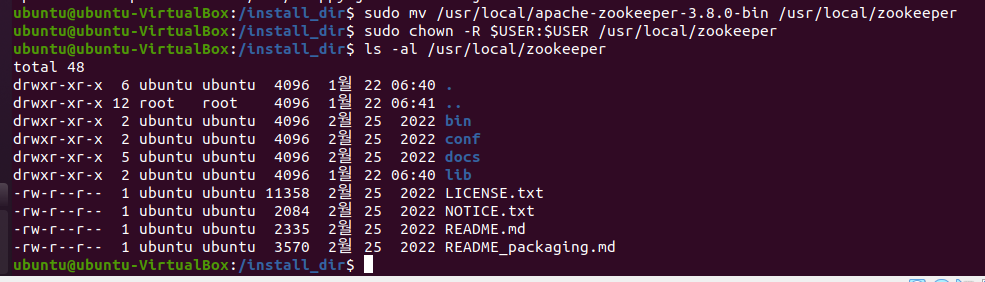 ubuntu@ubuntu-VirtualBox:/install_dir$ sudo mv /usr/local/apache-zookeeper-3.8.0-bin /usr/local/zookeeper
ubuntu@ubuntu-VirtualBox:/install_dir$ sudo chown -R $USER:$USER /usr/local/zookeeper
ubuntu@ubuntu-VirtualBox:/install_dir$ ls -al /usr/local/zookeeper
total 48
drwxr-xr-x  6 ubuntu ubuntu  4096  1월  22 06:40 .
drwxr-xr-x 12 root   root    4096  1월  22 06:41 ..
drwxr-xr-x  2 ubuntu ubuntu  4096  2월  25  2022 bin
drwxr-xr-x  2 ubuntu ubuntu  4096  2월  25  2022 conf
drwxr-xr-x  5 ubuntu ubuntu  4096  2월  25  2022 docs
drwxr-xr-x  2 ubuntu ubuntu  4096  1월  22 06:40 lib
-rw-r--r--  1 ubuntu ubuntu 11358  2월  25  2022 LICENSE.txt
-rw-r--r--  1 ubuntu ubuntu  2084  2월  25  2022 NOTICE.txt
-rw-r--r--  1 ubuntu ubuntu  2335  2월  25  2022 README.md
-rw-r--r--  1 ubuntu ubuntu  3570  2월  25  2022 README_packaging.md
ubuntu@ubuntu-VirtualBox:/install_dir$